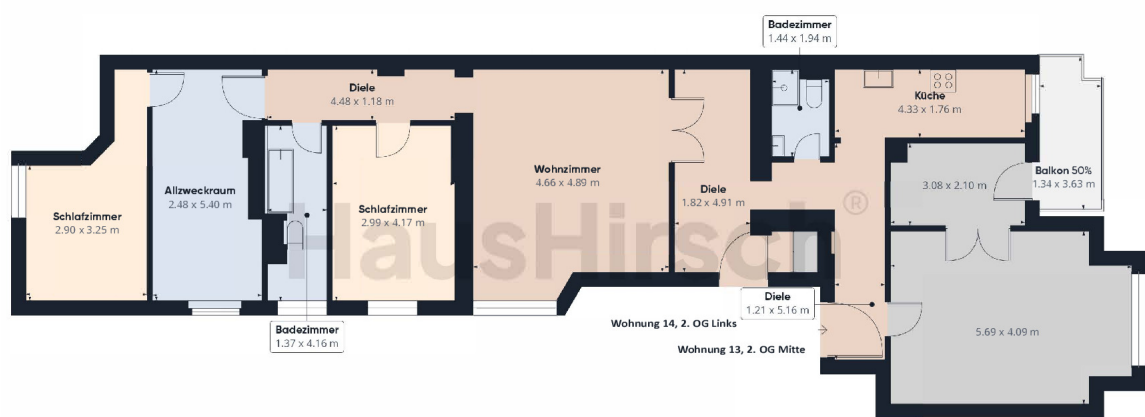 Badezimmer
1.44 x 1.94 m
Diele
4.48 x 1.18 m
Küche
4.33 x 1.76 m
Wohnzimmer
4.66 x 4.89 m
Balkon 50%
1.34 x 3.63 m
3.08 x 2.10 m
Allzweckraum
2.48 x 5.40 m
Diele
1.82 x 4.91 m
Schlafzimmer
2.90 x 3.25 m
Schlafzimmer
2.99 x 4.17 m
HausHirsch®
Diele
1.21 x 5.16 m
Badezimmer
1.37 x 4.16 m
Wohnung 14, 2. OG Links
5.69 x 4.09 m
Wohnung 13, 2. OG Mitte